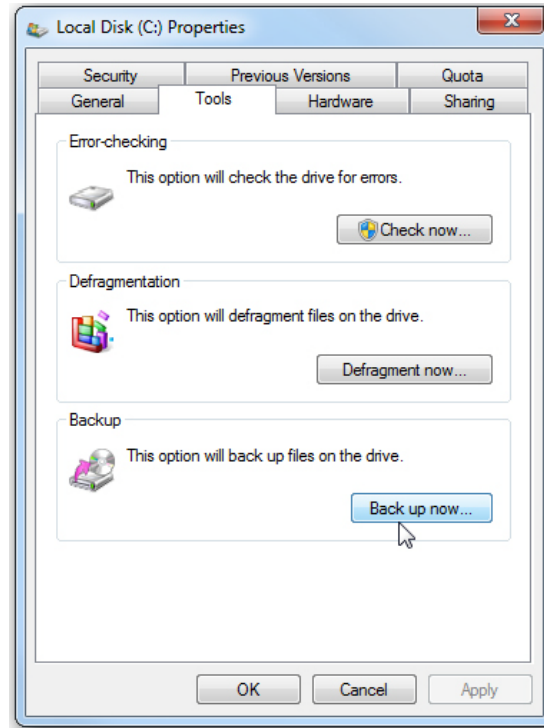 Local Disk (C:) Properties
Security Previous Versions Quota
General Tools Hardware Sharing
Error-checking
This option will check the drive for errors.
Check now...
Defragmentation
This option will defragment files on the drive.
Defragment now...
Backup
This option will back up files on the drive.
Back up now...
OK Cancel Apply